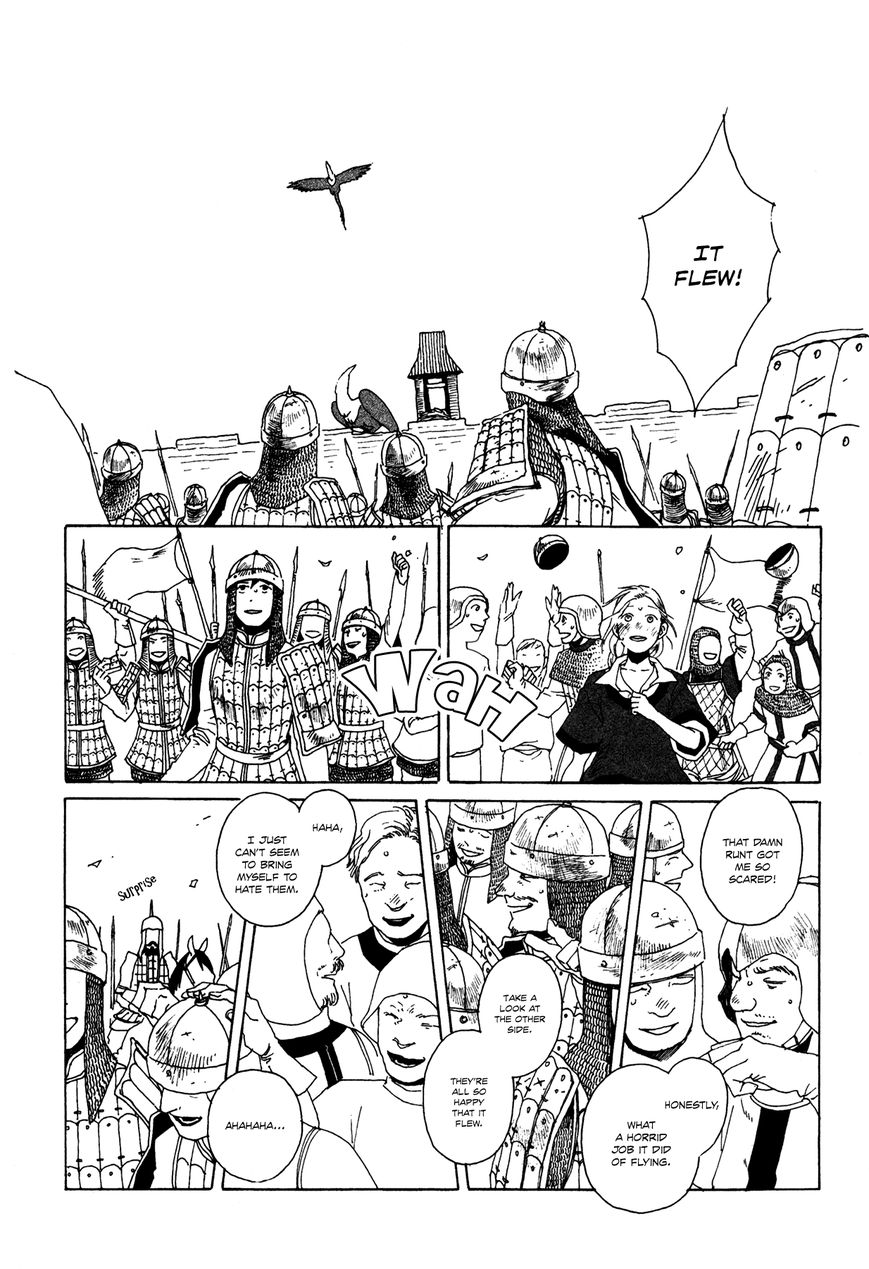 IT
FLEW!
WAH
THAT DAMN
RUNT GOT
ME SO
SCARED!
HONESTLY,
WHAT
A HORRID
JOB IT DID
OF FLYING.
TAKE A
LOOK AT
THE OTHER
SIDE.
THEY'RE
ALL SO
HAPPY
THAT IT
FLEW.
HAHA,
I JUST
CAN'T SEEM
TO BRING
MYSELF TO
HATE THEM.
AHAHAHA...
Surprise